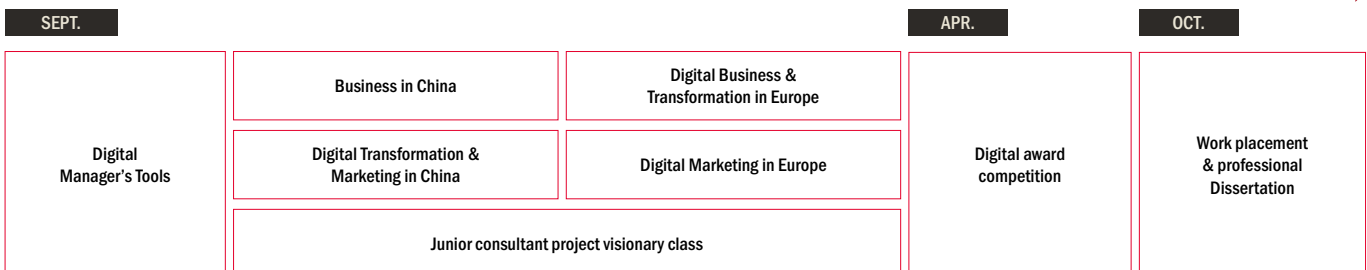 SEPT.
APR.
OCT.
Digital
Manager's Tools
Business in China
Digital Business &
Transformation in Europe
Digital Transformation &
Marketing in China
Digital Marketing in Europe
Junior consultant project visionary class
Digital award
competition
Work placement
& professional
Dissertation